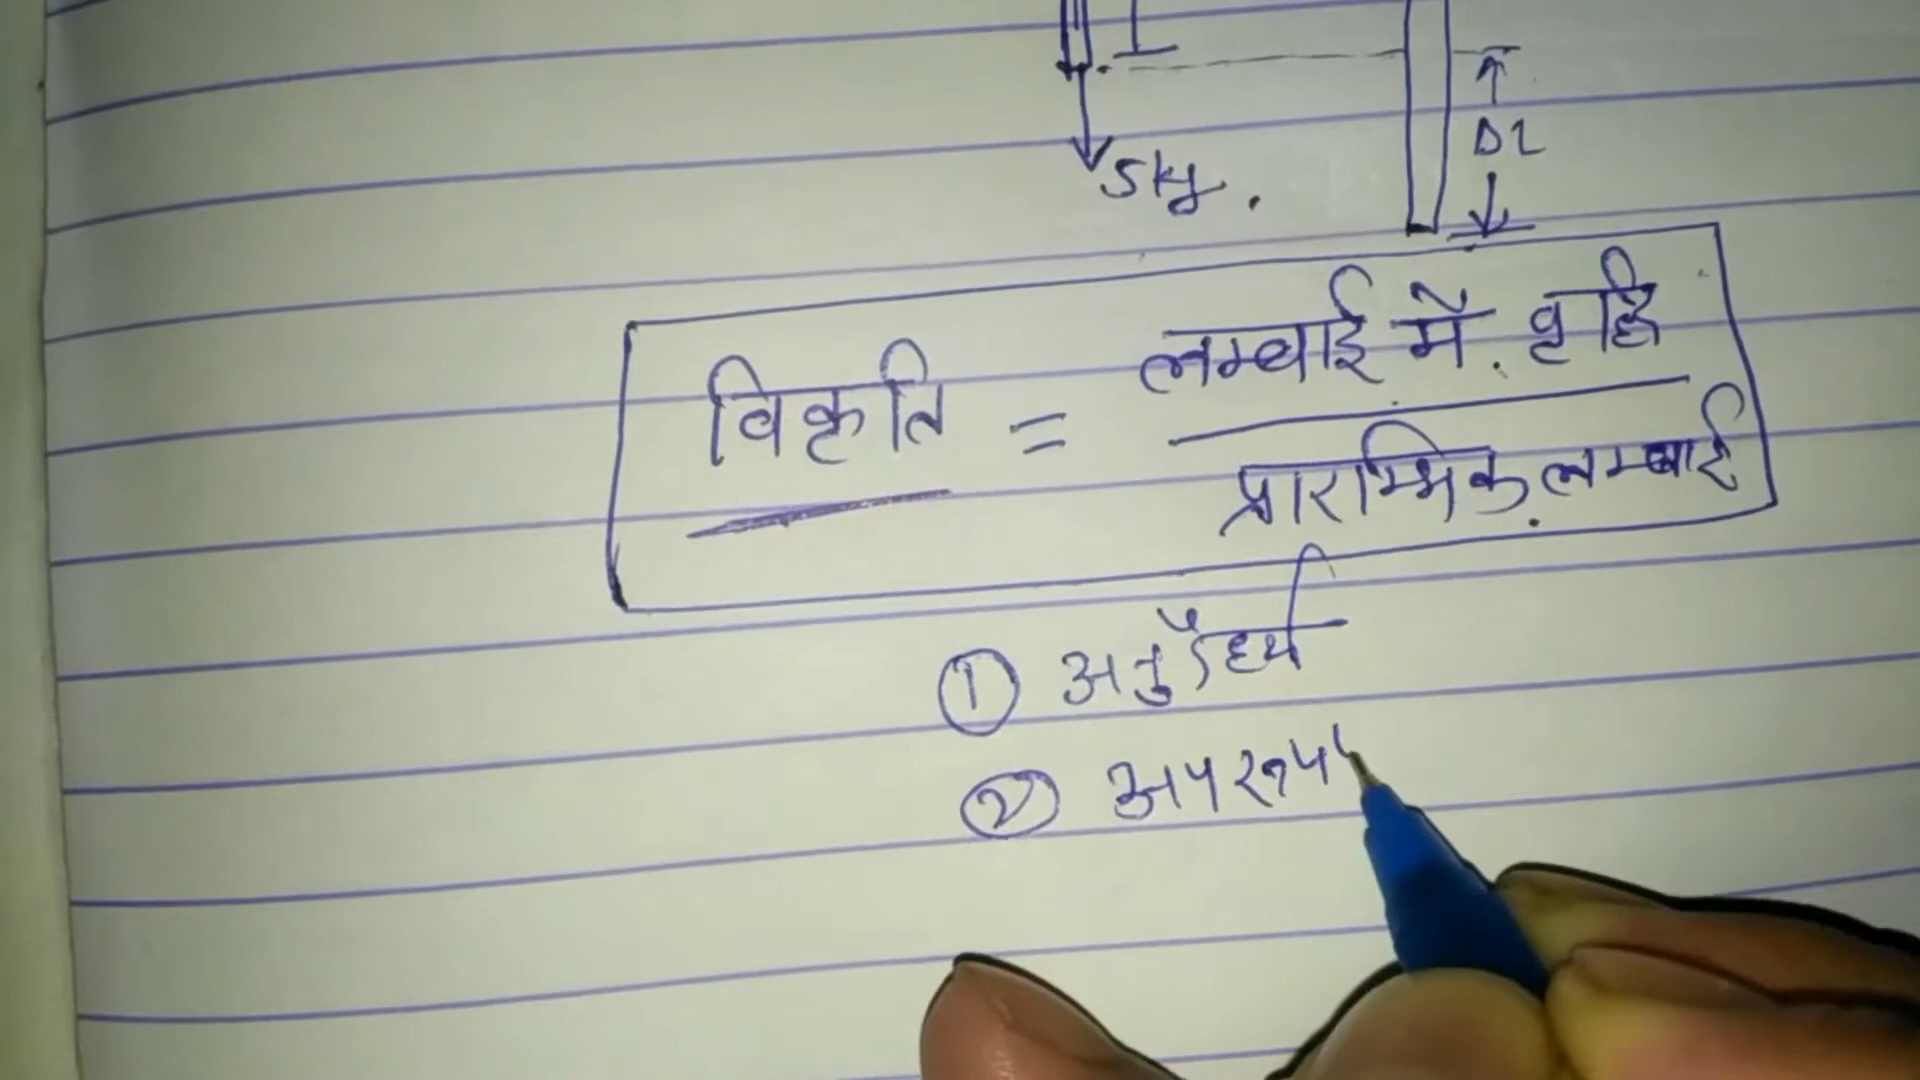 Δl
5kg.
विकृति = लम्बाई में वृद्धि / प्रारम्भिक लम्बाई
① अनुदैर्ध्य
② अपरूप